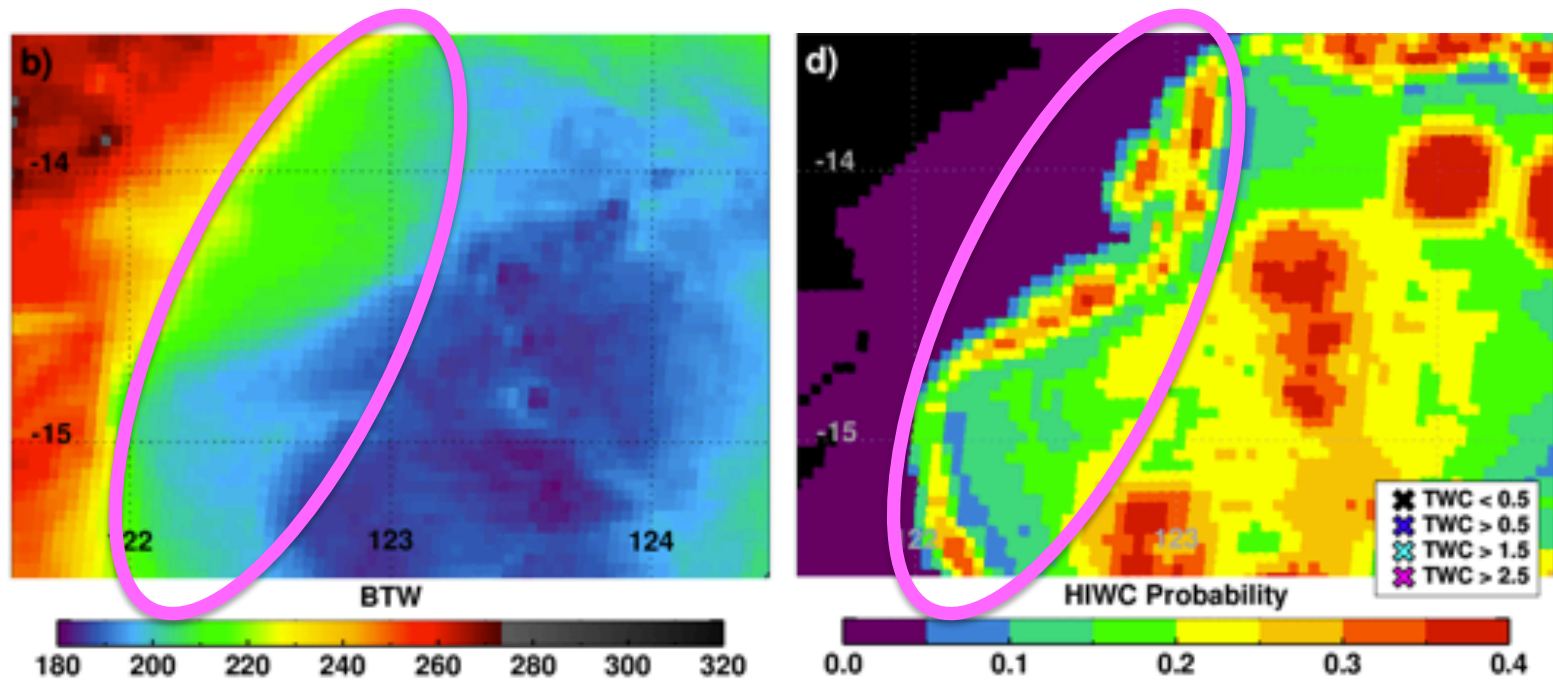 b)
-14
-15
122 123 124
BTW
180 200 220 240 260 280 300 320
d)
-14
-15
122 123
TWC < 0.5
TWC > 0.5
TWC > 1.5
TWC > 2.5
HIWC Probability
0.0 0.1 0.2 0.3 0.4